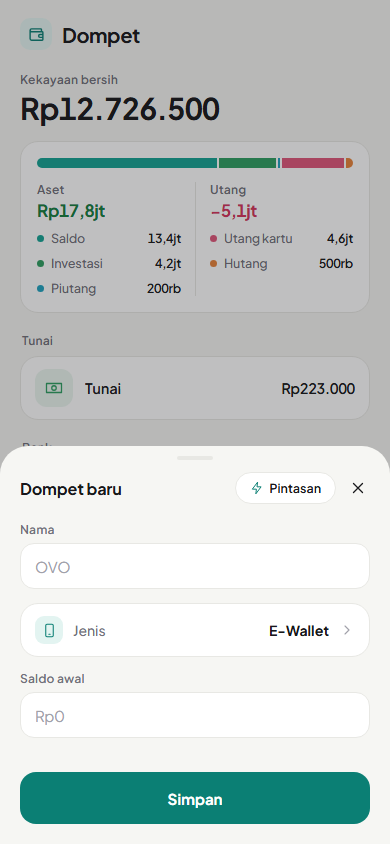 Dompet
Kekayaan bersih
Rp12.726.500
Aset
Rp17,8jt
Saldo 13,4jt
Investasi 4,2jt
Piutang 200rb
Utang
-5,1jt
Utang kartu 4,6jt
Hutang 500rb
Tunai
Tunai Rp223.000
Dompet baru
Pintasan
Nama
OVO
Jenis E-Wallet
Saldo awal
Rp0
Simpan